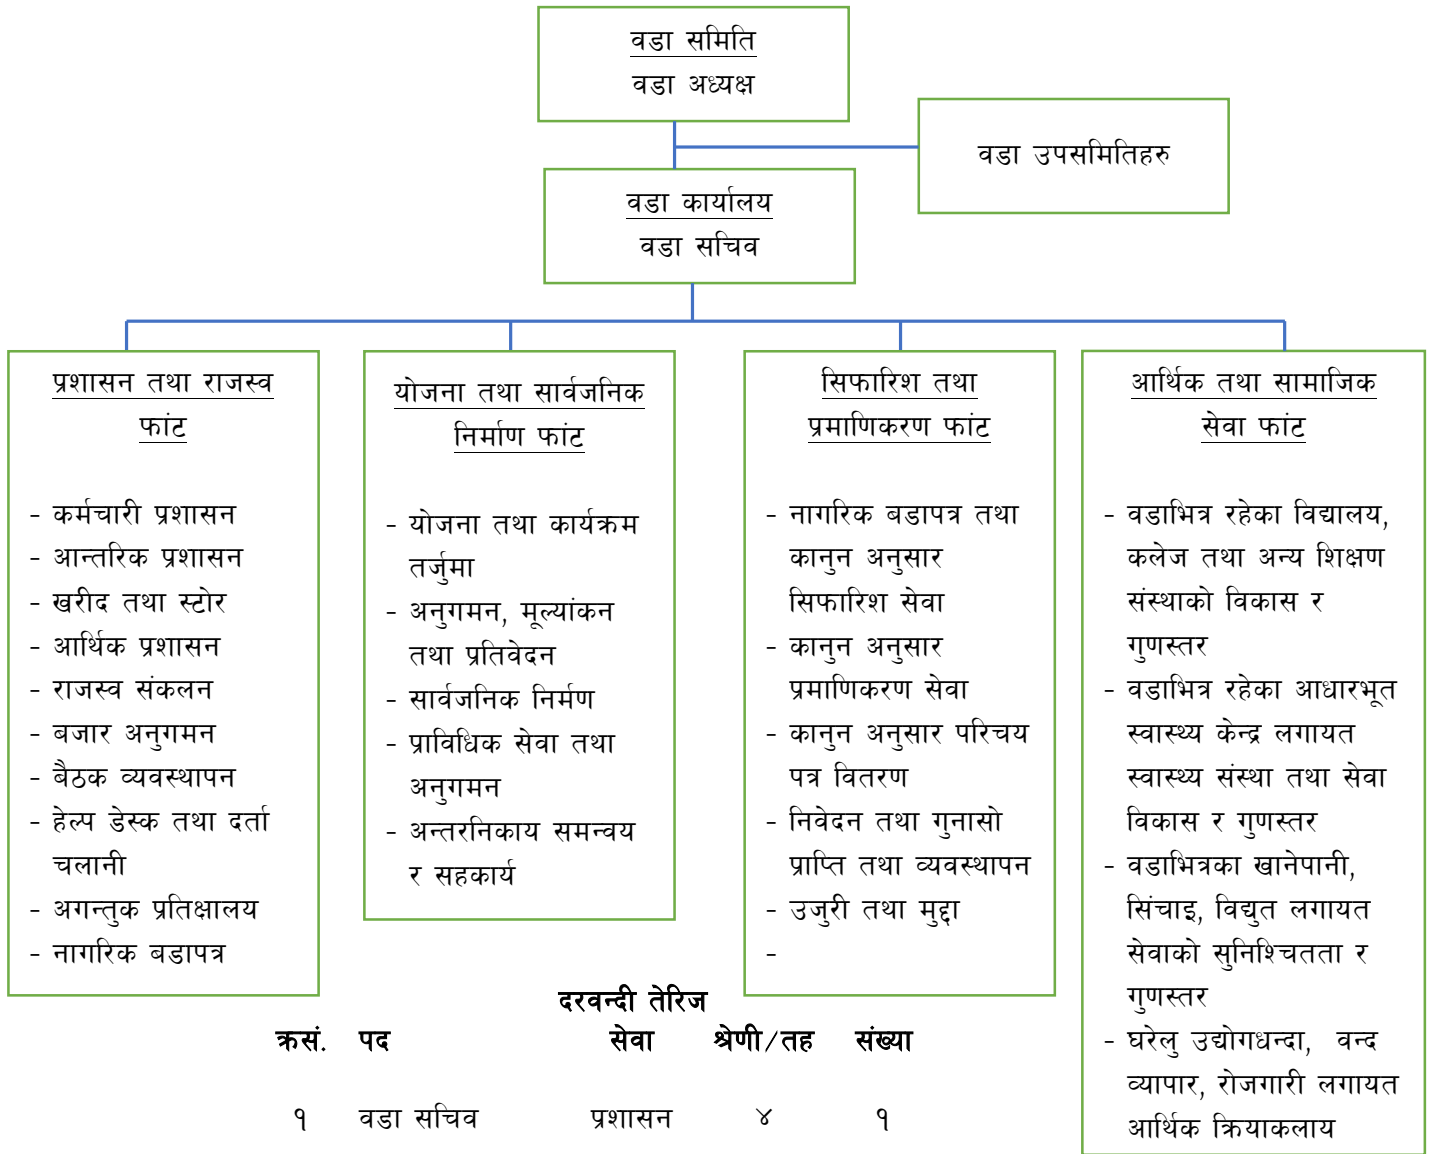 वडा समिति
वडा अध्यक्ष
वडा उपसमितिहरु
वडा कार्यालय
वडा सचिव
प्रशासन तथा राजस्व
फांट
- कर्मचारी प्रशासन
- आन्तरिक प्रशासन
- खरीद तथा स्टोर
- आर्थिक प्रशासन
- राजस्व संकलन
- बजार अनुगमन
- बैठक व्यवस्थापन
- हेल्प डेस्क तथा दर्ता
चलानी
- अगन्तुक प्रतिक्षालय
- नागरिक बडापत्र
योजना तथा सार्वजनिक
निर्माण फांट
- योजना तथा कार्यक्रम
तर्जुमा
- अनुगमन, मूल्यांकन
तथा प्रतिवेदन
- सार्वजनिक निर्मण
- प्राविधिक सेवा तथा
अनुगमन
- अन्तरनिकाय समन्वय
र सहकार्य
सिफारिश तथा
प्रमाणिकरण फांट
- नागरिक बडापत्र तथा
कानुन अनुसार
सिफारिश सेवा
- कानुन अनुसार
प्रमाणिकरण सेवा
- कानुन अनुसार परिचय
पत्र वितरण
- निवेदन तथा गुनासो
प्राप्ति तथा व्यवस्थापन
- उजुरी तथा मुद्दा
-
आर्थिक तथा सामाजिक
सेवा फांट
- वडाभित्र रहेका विद्यालय,
कलेज तथा अन्य शिक्षण
संस्थाको विकास र
गुणस्तर
- वडाभित्र रहेका आधारभूत
स्वास्थ्य केन्द्र लगायत
स्वास्थ्य संस्था तथा सेवा
विकास र गुणस्तर
- वडाभित्रका खानेपानी,
सिंचाइ, विद्युत लगायत
सेवाको सुनिश्चितता र
गुणस्तर
- घरेलु उद्योगधन्दा, वन्द
व्यापार, रोजगारी लगायत
आर्थिक क्रियाकलाय
दरवन्दी तेरिज
क्रसं. पद सेवा श्रेणी/तह संख्या
१ वडा सचिव प्रशासन ४ १